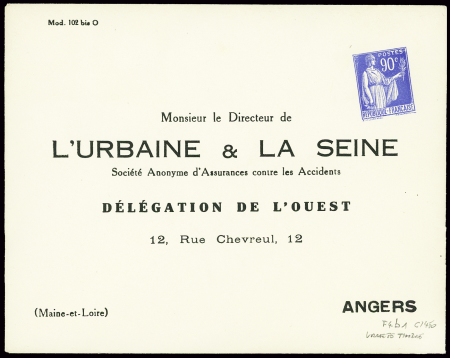 Mod. 102 bis O
POSTES
90c
RÉPUBLIQUE FRANÇAISE
Monsieur le Directeur de
L'URBAINE & LA SEINE
Société Anonyme d'Assurances contre les Accidents
DÉLÉGATION DE L'OUEST
12, Rue Chevreul, 12
(Maine-et-Loire)
ANGERS